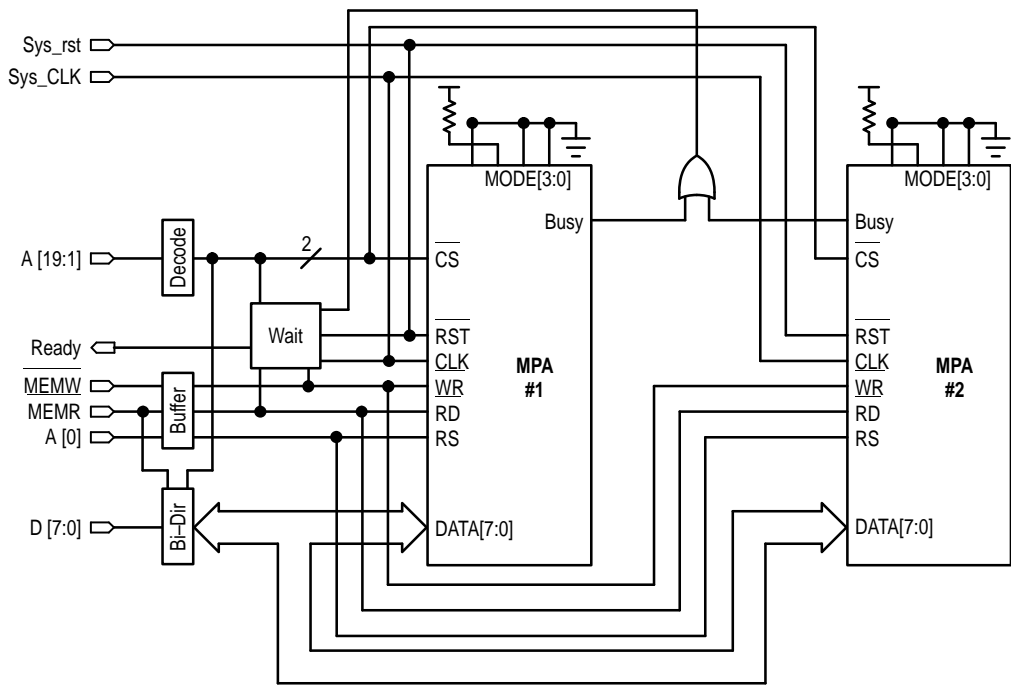 Sys_rst
Sys_CLK
MODE[3:0]
MODE[3:0]
Busy
Busy
A [19:1]
Decode
2
CS
CS
Ready
Wait
RST
RST
CLK
CLK
MPA
#1
MPA
#2
MEMW
WR
WR
MEMR
Buffer
RD
RD
A [0]
RS
RS
D [7:0]
Bi–Dir
DATA[7:0]
DATA[7:0]